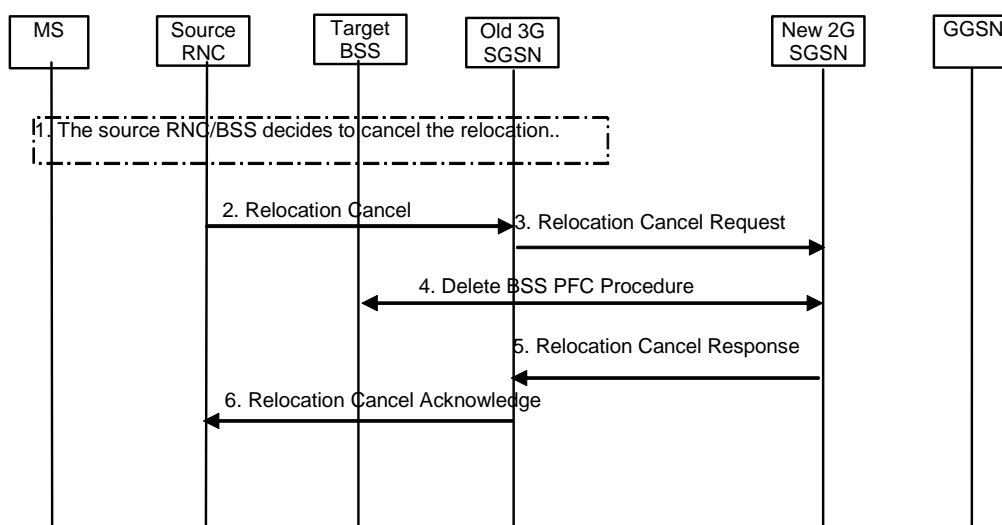 MS
Source
RNC
Target
BSS
Old 3G
SGSN
New 2G
SGSN
GGSN
1. The source RNC/BSS decides to cancel the relocation..
2. Relocation Cancel
3. Relocation Cancel Request
4. Delete BSS PFC Procedure
5. Relocation Cancel Response
6. Relocation Cancel Acknowledge